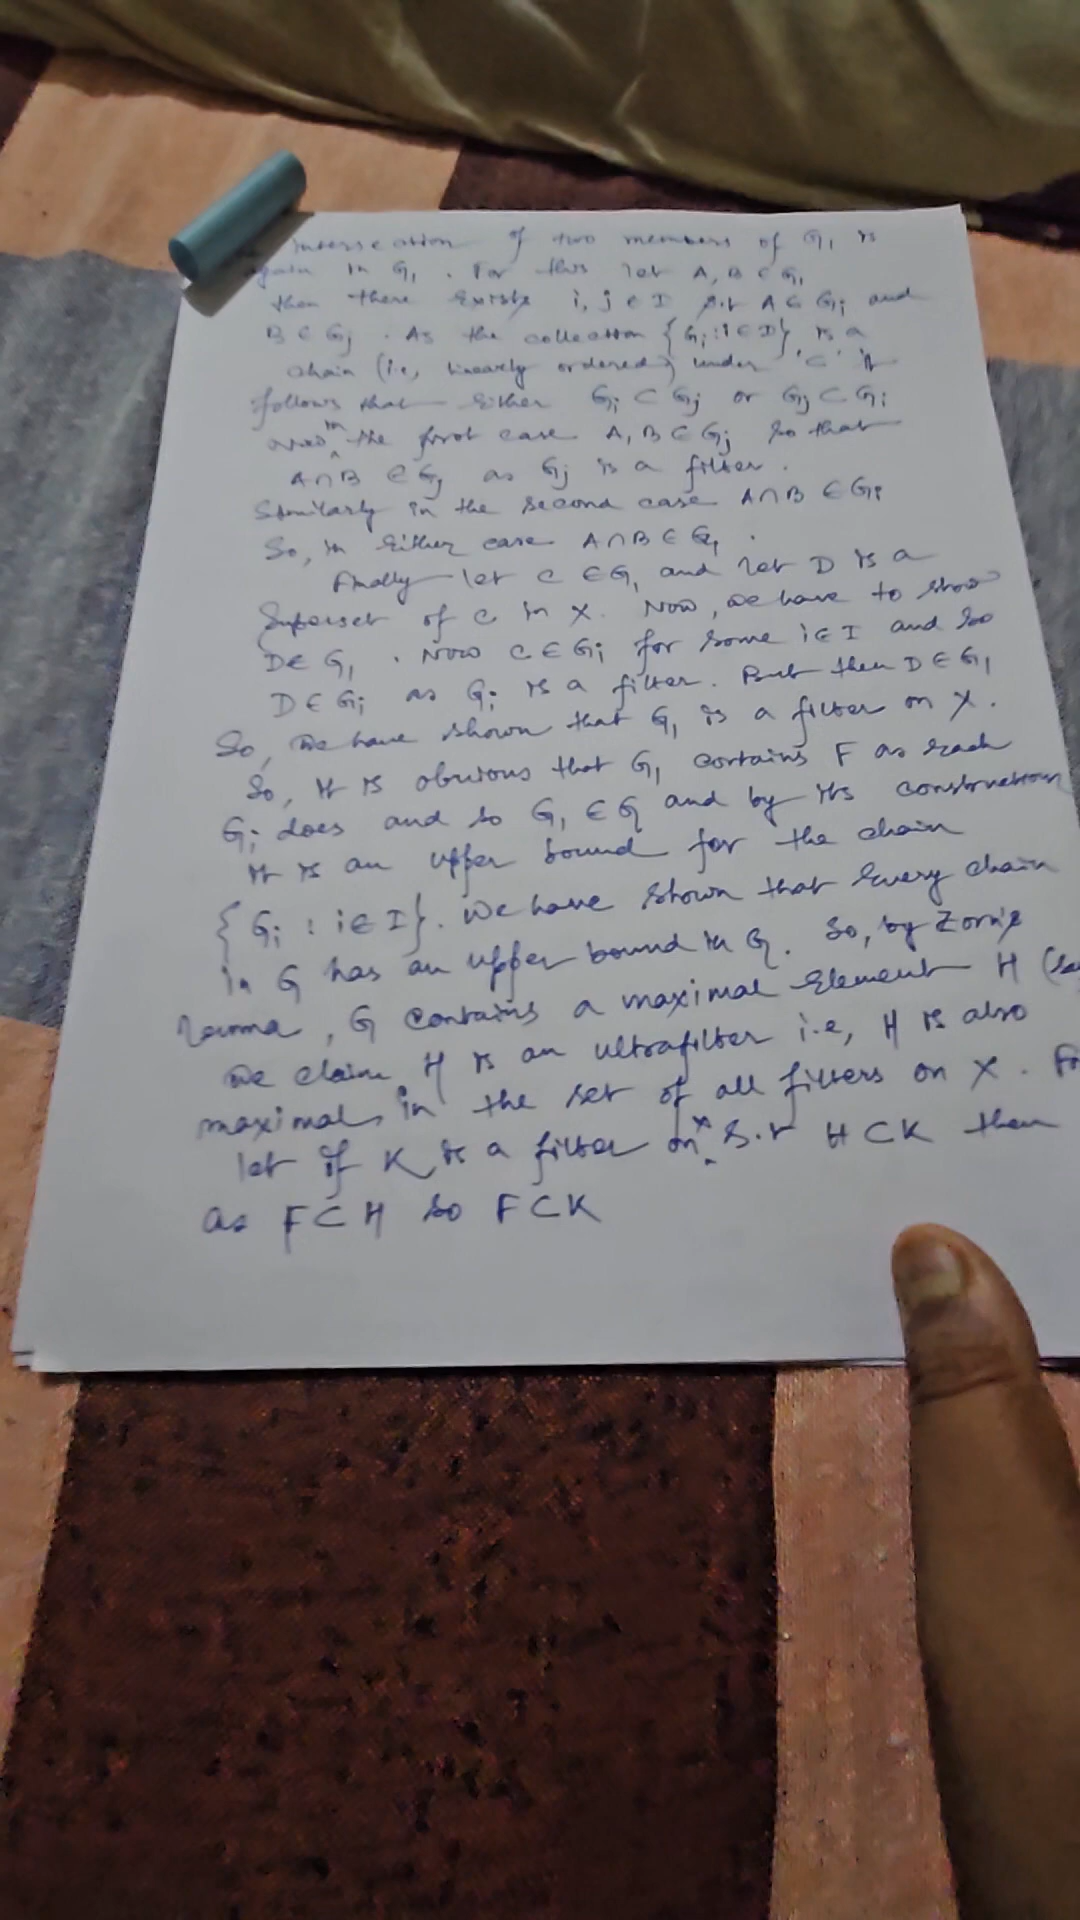 intersection of two members of G₁ is
again in G₁. For this let A, B ∈ G₁
then there exists i, j ∈ I s.t A ∈ Gi and
B ∈ Gj. As the collection {Gi : i ∈ I} is a
chain (i.e, linearly ordered) under '⊂' it
follows that either Gi ⊂ Gj or Gj ⊂ Gi
in the first case A, B ∈ Gj so that
A∩B ∈ Gj as Gj is a filter.
Similarly in the second case A∩B ∈ Gi
So, in either case A∩B ∈ G₁.
Finally let C ∈ G₁ and let D is a
Superset of C in X. Now, we have to show
D ∈ G₁. Now C ∈ Gi for some i ∈ I and so
D ∈ Gi as Gi is a filter. But then D ∈ G₁
So, we have shown that G₁ is a filter on X.
So, it is obvious that G₁ contains F as each
Gi does and so G₁ ∈ G and by its construction
it is an upper bound for the chain
{Gi : i ∈ I}. We have shown that every chain
in G has an upper bound in G. So, by Zorn's
lemma, G contains a maximal element H
We claim H is an ultrafilter i.e, H is also
maximal in the set of all filters on X.
let if K is a filter on X s.t H ⊂ K then
as F ⊂ H so F ⊂ K